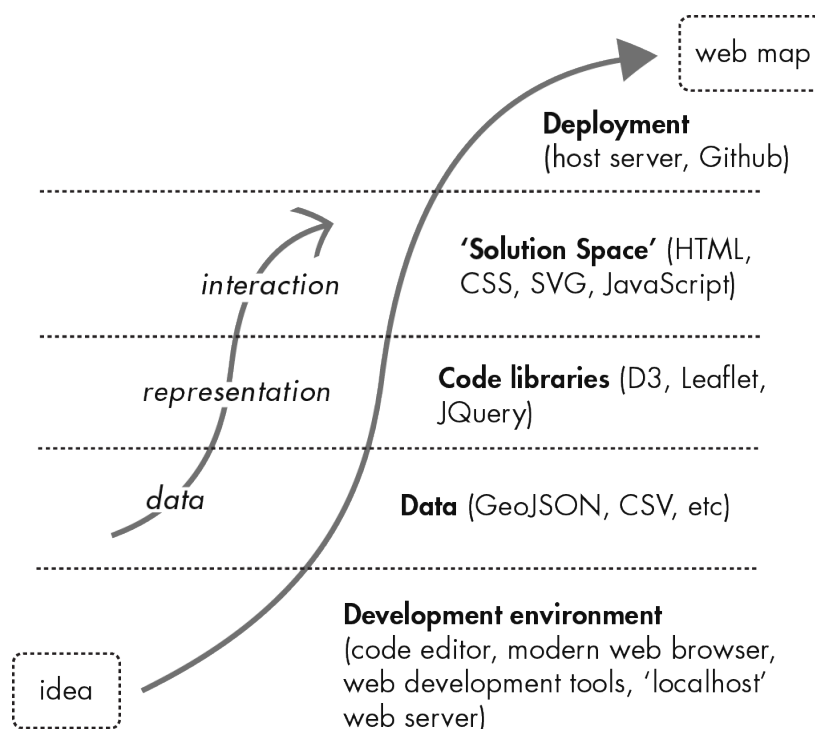 web map
Deployment
(host server, Github)
‘Solution Space’ (HTML,
CSS, SVG, JavaScript)
interaction
Code libraries (D3, Leaflet,
JQuery)
representation
data
Data (GeoJSON, CSV, etc)
Development environment
(code editor, modern web browser,
web development tools, ‘localhost’
web server)
idea